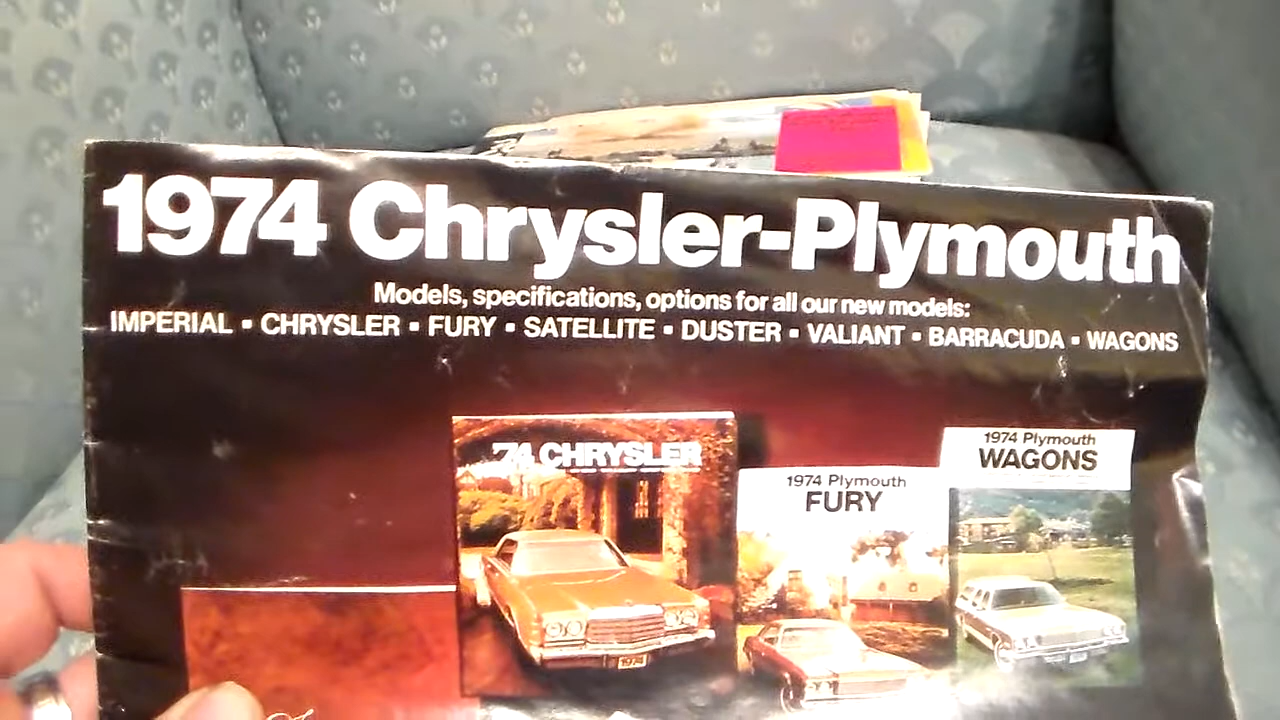 1974 Chrysler-Plymouth
Models, specifications, options for all our new models:
IMPERIAL ▪ CHRYSLER ▪ FURY ▪ SATELLITE ▪ DUSTER ▪ VALIANT ▪ BARRACUDA ▪ WAGONS
74 CHRYSLER
1974 Plymouth
FURY
1974 Plymouth
WAGONS
1974